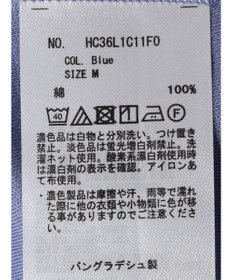 NO. HC36L1C11F0
COL. Blue
SIZE M
綿 100%
40
F
濃色品は白物と分別洗い。つけ置き
禁止。淡色は蛍光増白剤禁止。洗
濯ネット使用。酸素系漂白剤使用時
は漂白剤の表示を確認。アイロンあ
て布使用。
・濃色製品は摩擦や汗、雨等で濡れ
た際に他の衣類や小物類に色が移
る事がありますのでご注意くださ
い。
バングラデシュ製